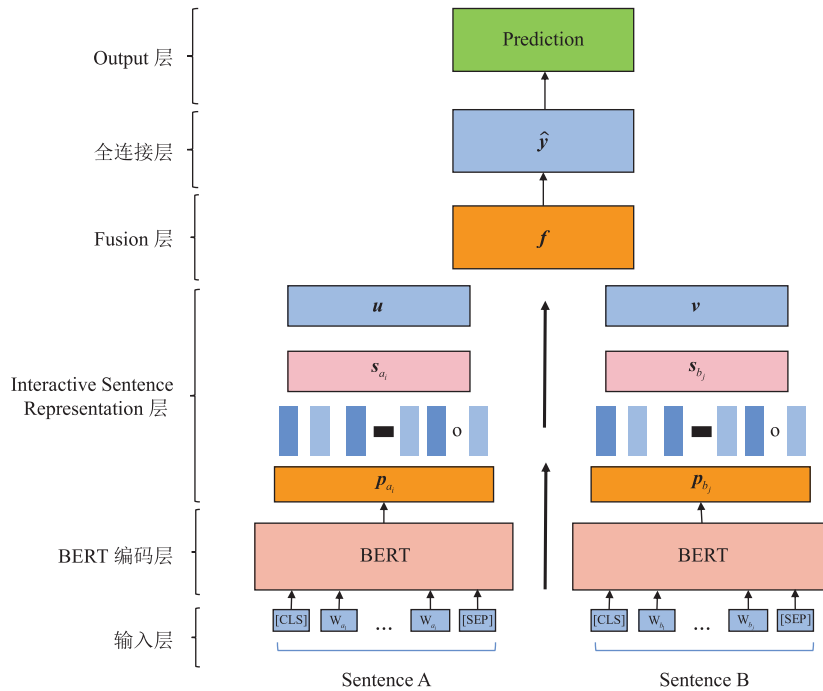 Output 层
Prediction
全连接层
ŷ
Fusion 层
f
u
v
Interactive Sentence
Representation 层
s_{a_i}
s_{b_j}
o
o
p_{a_i}
p_{b_j}
BERT 编码层
BERT
BERT
输入层
[CLS] W_{a_i} ... W_{a_i} [SEP]
[CLS] W_{b_j} ... W_{b_j} [SEP]
Sentence A
Sentence B